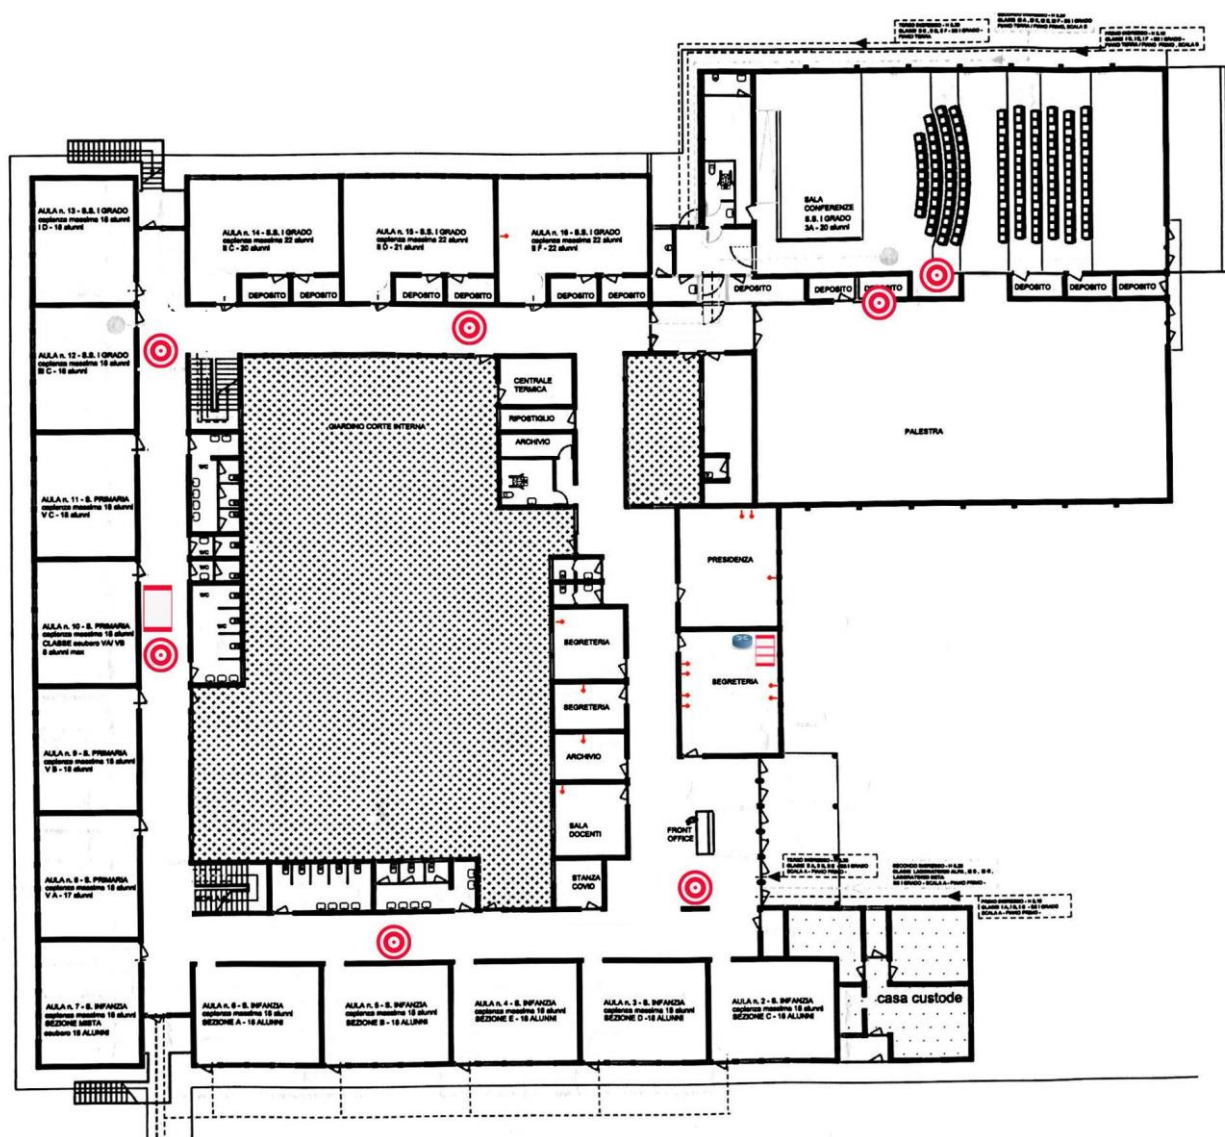 AULA n. 13 - S.S. I GRADO
capienza massima 18 alunni
I D - 18 alunni
AULA n. 14 - S.S. I GRADO
capienza massima 22 alunni
II C - 20 alunni
AULA n. 15 - S.S. I GRADO
capienza massima 22 alunni
II D - 21 alunni
AULA n. 16 - S.S. I GRADO
capienza massima 22 alunni
II F - 22 alunni
SALA
CONFERENZE
S.S. I GRADO
3A - 20 alunni
DEPOSITO
DEPOSITO
DEPOSITO
DEPOSITO
DEPOSITO
DEPOSITO
DEPOSITO
DEPOSITO
DEPOSITO
DEPOSITO
DEPOSITO
DEPOSITO
AULA n. 12 - S.S. I GRADO
capienza massima 18 alunni
III C - 18 alunni
CENTRALE
TERMICA
RIPOSTIGLIO
ARCHIVIO
GIARDINO CORTE INTERNA
PALESTRA
AULA n. 11 - S. PRIMARIA
capienza massima 18 alunni
V C - 18 alunni
WC
WC
WC
WC
PRESIDENZA
AULA n. 10 - S. PRIMARIA
capienza massima 18 alunni
CLASSE esubero VA/ VB
8 alunni max
SEGRETERIA
SEGRETERIA
SEGRETERIA
AULA n. 9 - S. PRIMARIA
capienza massima 18 alunni
V B - 18 alunni
ARCHIVIO
SALA
DOCENTI
FRONT
OFFICE
AULA n. 8 - S. PRIMARIA
capienza massima 18 alunni
V A - 17 alunni
STANZA
COVID
AULA n. 7 - S. INFANZIA
capienza massima 18 alunni
SEZIONE MISTA
esubero 18 ALUNNI
AULA n. 6 - S. INFANZIA
capienza massima 18 alunni
SEZIONE A - 18 ALUNNI
AULA n. 5 - S. INFANZIA
capienza massima 18 alunni
SEZIONE B - 18 ALUNNI
AULA n. 4 - S. INFANZIA
capienza massima 18 alunni
SEZIONE E - 18 ALUNNI
AULA n. 3 - S. INFANZIA
capienza massima 18 alunni
SEZIONE D - 18 ALUNNI
AULA n. 2 - S. INFANZIA
capienza massima 18 alunni
SEZIONE C - 18 ALUNNI
casa custode